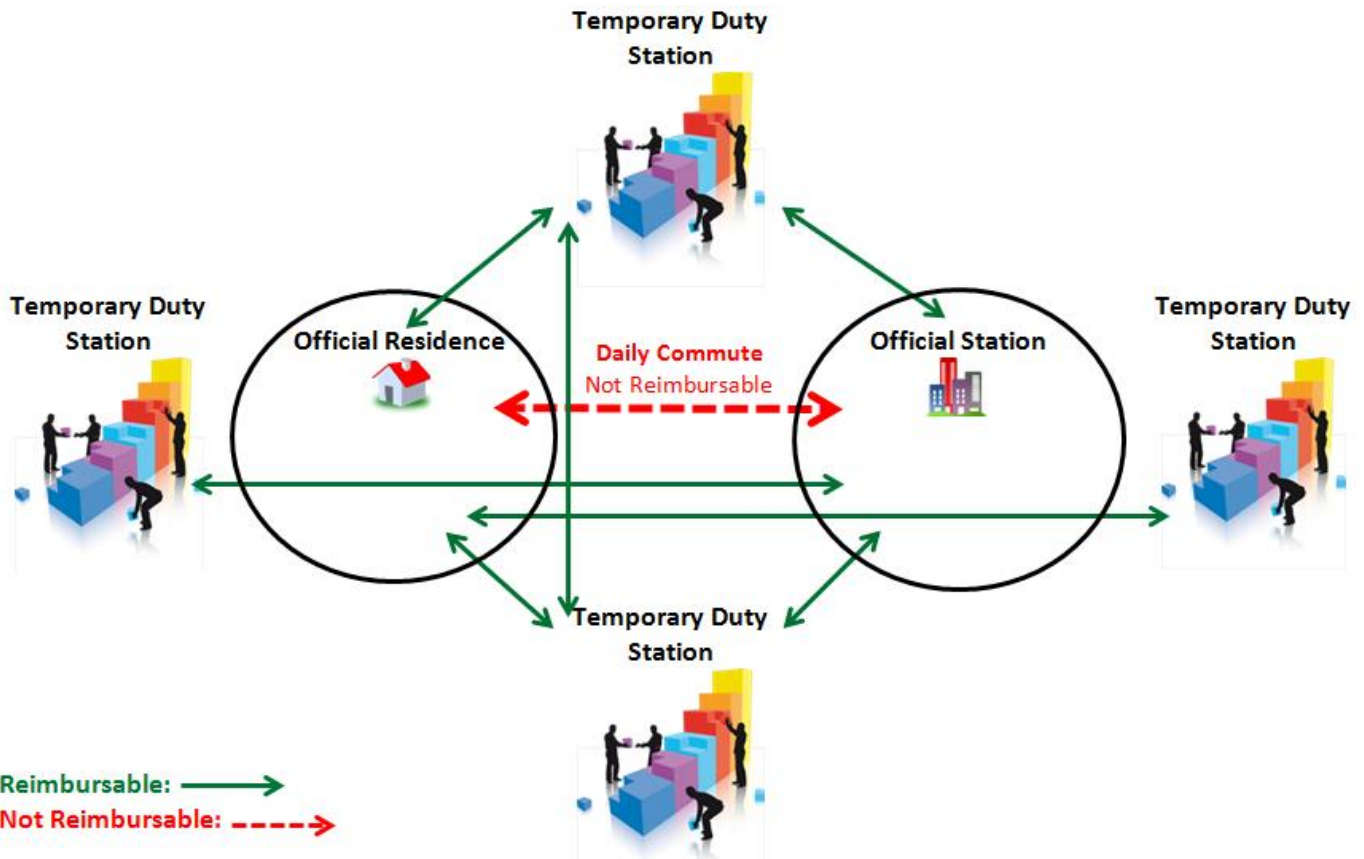 Temporary Duty
Station
Temporary Duty
Station
Official Residence
Daily Commute
Not Reimbursable
Official Station
Temporary Duty
Station
Temporary Duty
Station
Reimbursable:
Not Reimbursable: